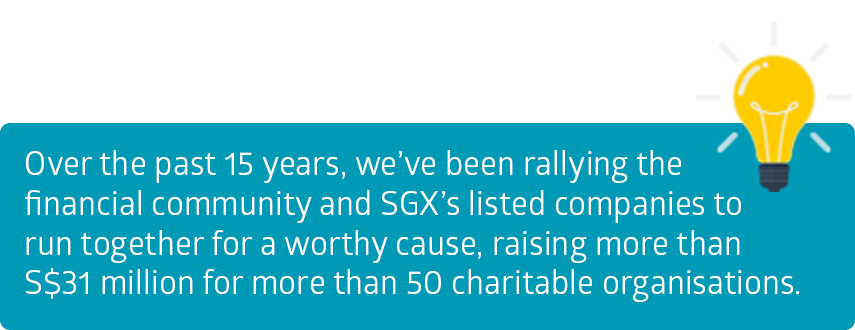 Over the past 15 years, we’ve been rallying the
financial community and SGX’s listed companies to
run together for a worthy cause, raising more than
S$31 million for more than 50 charitable organisations.